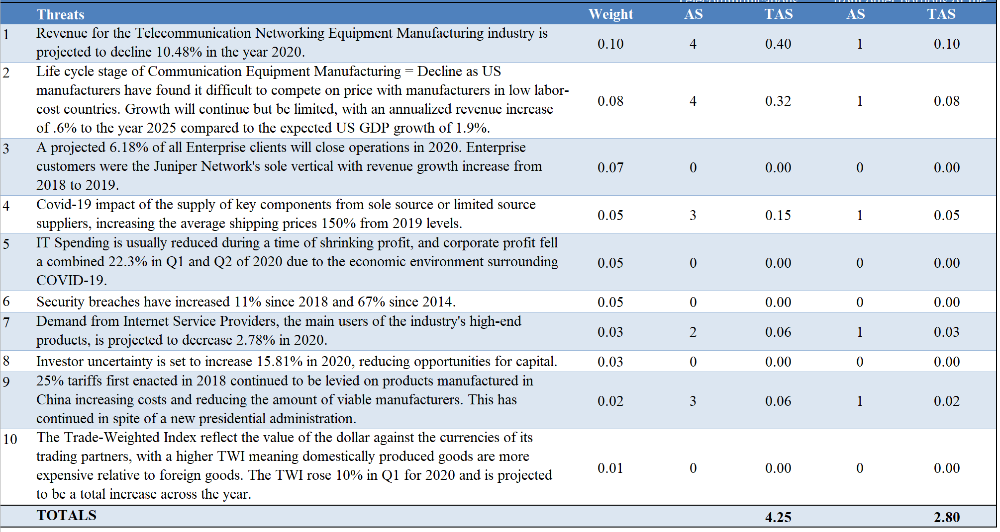 Threats Weight AS TAS AS TAS
1 Revenue for the Telecommunication Networking Equipment Manufacturing industry is
projected to decline 10.48% in the year 2020. 0.10 4 0.40 1 0.10
2 Life cycle stage of Communication Equipment Manufacturing = Decline as US
manufacturers have found it difficult to compete on price with manufacturers in low labor-
cost countries. Growth will continue but be limited, with an annualized revenue increase
of .6% to the year 2025 compared to the expected US GDP growth of 1.9%. 0.08 4 0.32 1 0.08
3 A projected 6.18% of all Enterprise clients will close operations in 2020. Enterprise
customers were the Juniper Network's sole vertical with revenue growth increase from
2018 to 2019. 0.07 0 0.00 0 0.00
4 Covid-19 impact of the supply of key components from sole source or limited source
suppliers, increasing the average shipping prices 150% from 2019 levels. 0.05 3 0.15 1 0.05
5 IT Spending is usually reduced during a time of shrinking profit, and corporate profit fell
a combined 22.3% in Q1 and Q2 of 2020 due to the economic environment surrounding
COVID-19. 0.05 0 0.00 0 0.00
6 Security breaches have increased 11% since 2018 and 67% since 2014. 0.05 0 0.00 0 0.00
7 Demand from Internet Service Providers, the main users of the industry's high-end
products, is projected to decrease 2.78% in 2020. 0.03 2 0.06 1 0.03
8 Investor uncertainty is set to increase 15.81% in 2020, reducing opportunities for capital. 0.03 0 0.00 0 0.00
9 25% tariffs first enacted in 2018 continued to be levied on products manufactured in
China increasing costs and reducing the amount of viable manufacturers. This has
continued in spite of a new presidential administration. 0.02 3 0.06 1 0.02
10 The Trade-Weighted Index reflect the value of the dollar against the currencies of its
trading partners, with a higher TWI meaning domestically produced goods are more
expensive relative to foreign goods. The TWI rose 10% in Q1 for 2020 and is projected
to be a total increase across the year. 0.01 0 0.00 0 0.00
TOTALS 4.25 2.80